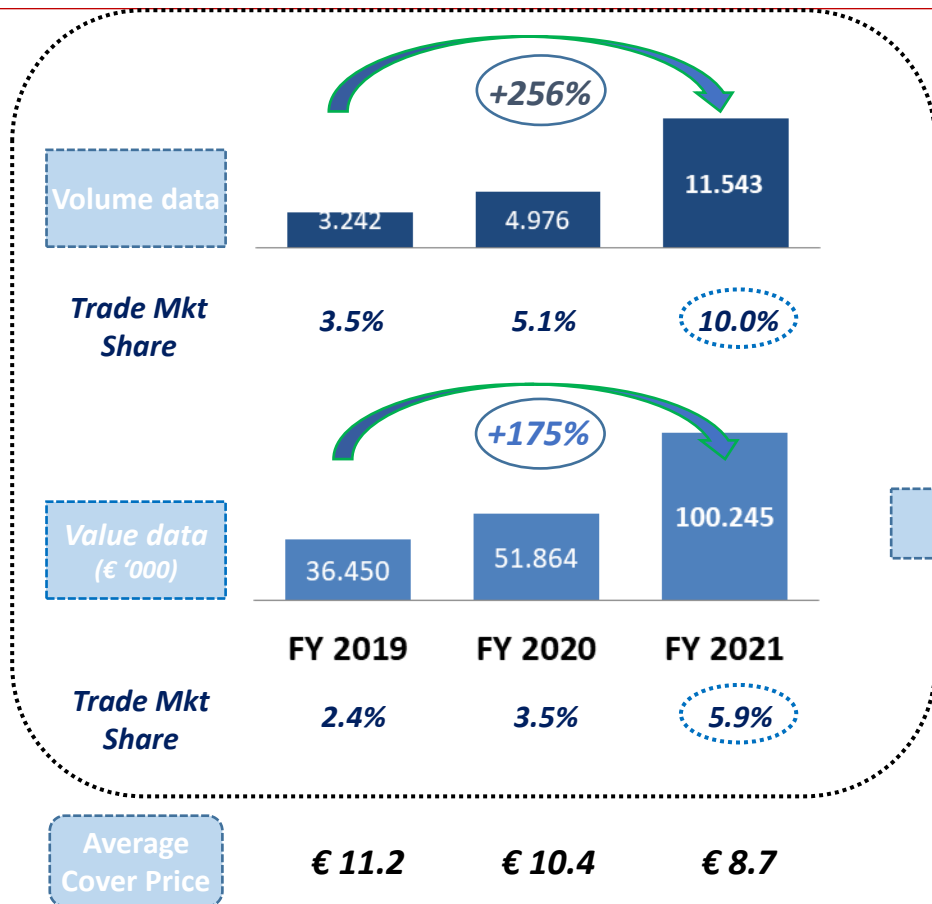 +256%
Volume data
3.242
4.976
11.543
Trade Mkt
Share
3.5%
5.1%
10.0%
+175%
Value data
(€ ‘000)
36.450
51.864
100.245
FY 2019
FY 2020
FY 2021
Trade Mkt
Share
2.4%
3.5%
5.9%
Average
Cover Price
€ 11.2
€ 10.4
€ 8.7